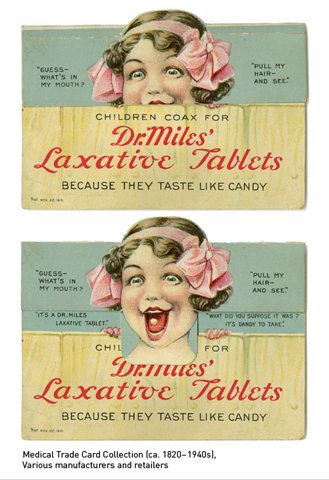 "GUESS–
WHAT'S IN
MY MOUTH?
"PULL MY
HAIR–
AND SEE."
CHILDREN COAX FOR
Dr. Miles'
Laxative Tablets
BECAUSE THEY TASTE LIKE CANDY
"GUESS–
WHAT'S IN
MY MOUTH?
"PULL MY
HAIR–
AND SEE."
"IT'S A DR. MILES
LAXATIVE TABLET."
"WHAT DID YOU SUPPOSE IT WAS?
IT'S DANDY TO TAKE."
CHIL FOR
Dr. Miles'
Laxative Tablets
BECAUSE THEY TASTE LIKE CANDY
Medical Trade Card Collection (ca. 1820–1940s),
Various manufacturers and retailers